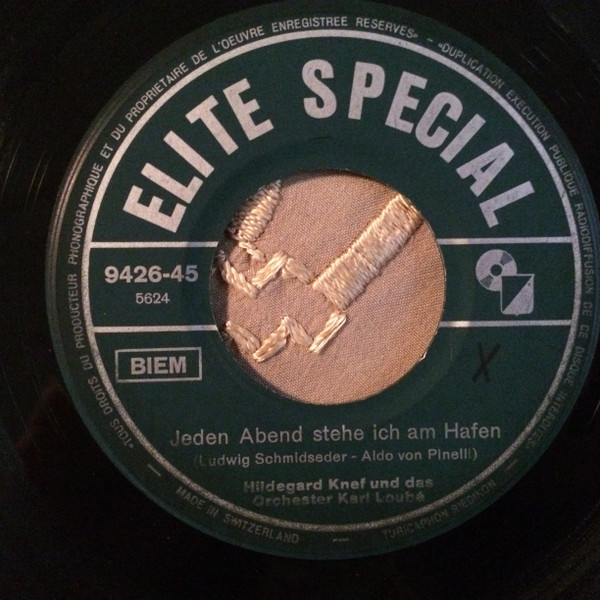 «TOUS DROITS DU PRODUCTEUR PHONOGRAPHIQUE ET DU PROPRIETAIRE DE L'OEUVRE ENREGISTREE RESERVES» – «DUPLICATION EXECUTION PUBLIQUE RADIODIFFUSION DE CE DISQUE INTERDITES»
ELITE SPECIAL
9426-45
5624
BIEM
X
Jeden Abend stehe ich am Hafen
(Ludwig Schmidseder - Aldo von Pinelli)
Hildegard Knef und das
Orchester Karl Loubé
MADE IN SWITZERLAND — TURICAPHON RIEDIKON